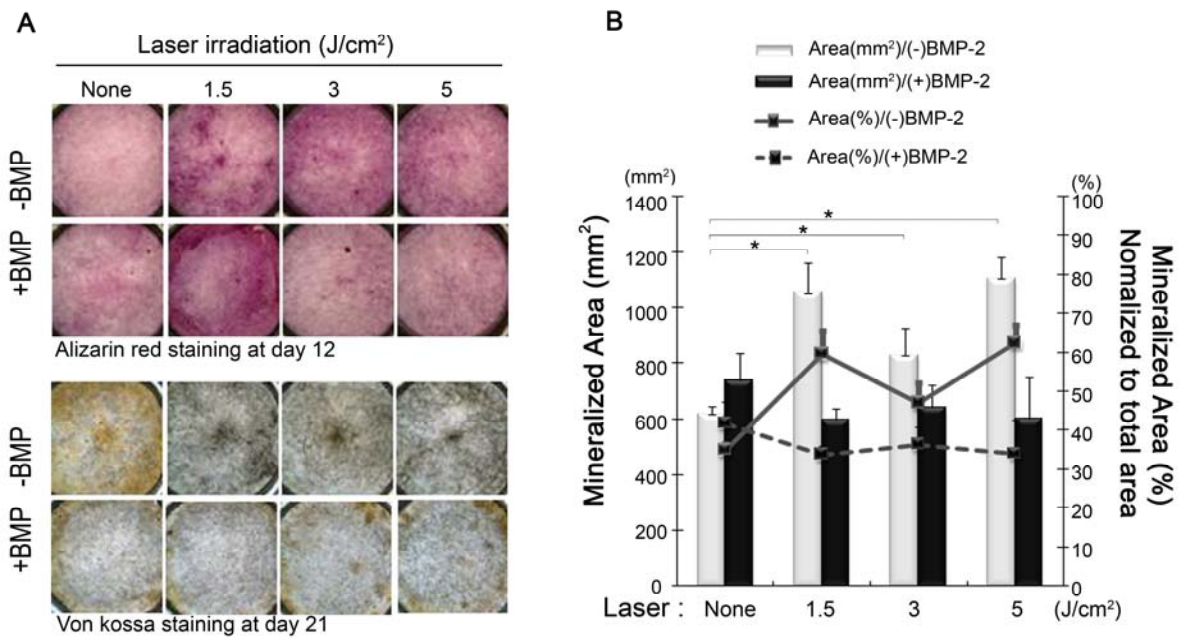 A
Laser irradiation (J/cm²)
None 1.5 3 5
-BMP
+BMP
Alizarin red staining at day 12
-BMP
+BMP
Von kossa staining at day 21
B
Area(mm²)/(-)BMP-2
Area(mm²)/(+)BMP-2
Area(%)/(-)BMP-2
Area(%)/(+)BMP-2
(mm²)
Mineralized Area (mm²)
1400
1200
1000
800
600
400
200
0
* * *
(%)
100
90
80
70
60
50
40
30
20
10
0
Mineralized Area (%)
Nomalized to total area
Laser : None 1.5 3 5 (J/cm²)